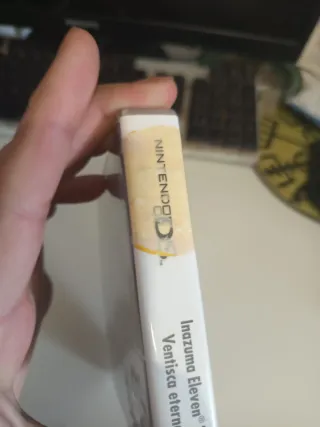 NINTENDO DS
Inazuma Eleven®
Ventisca etern